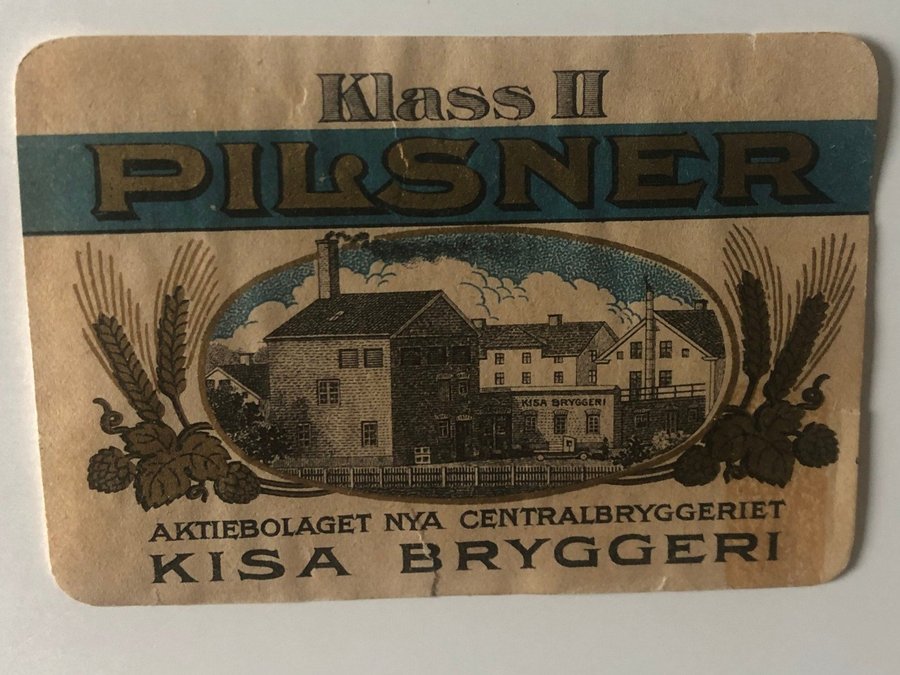 Klass II
PILSNER
KISA BRYGGERI
AKTIEBOLAGET NYA CENTRALBRYGGERIET
KISA BRYGGERI